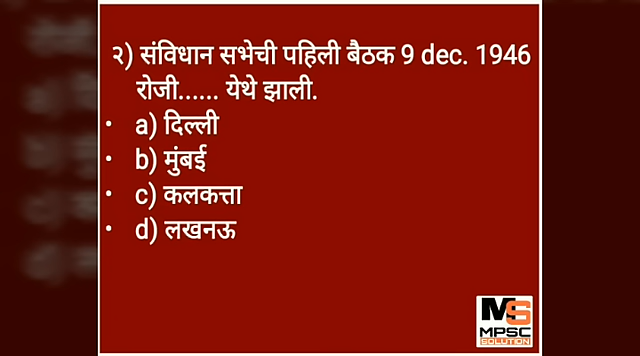 २) संविधान सभेची पहिली बैठक 9 dec. 1946
रोजी...... येथे झाली.
• a) दिल्ली
• b) मुंबई
• c) कलकत्ता
• d) लखनऊ
MS
MPSC
SOLUTION